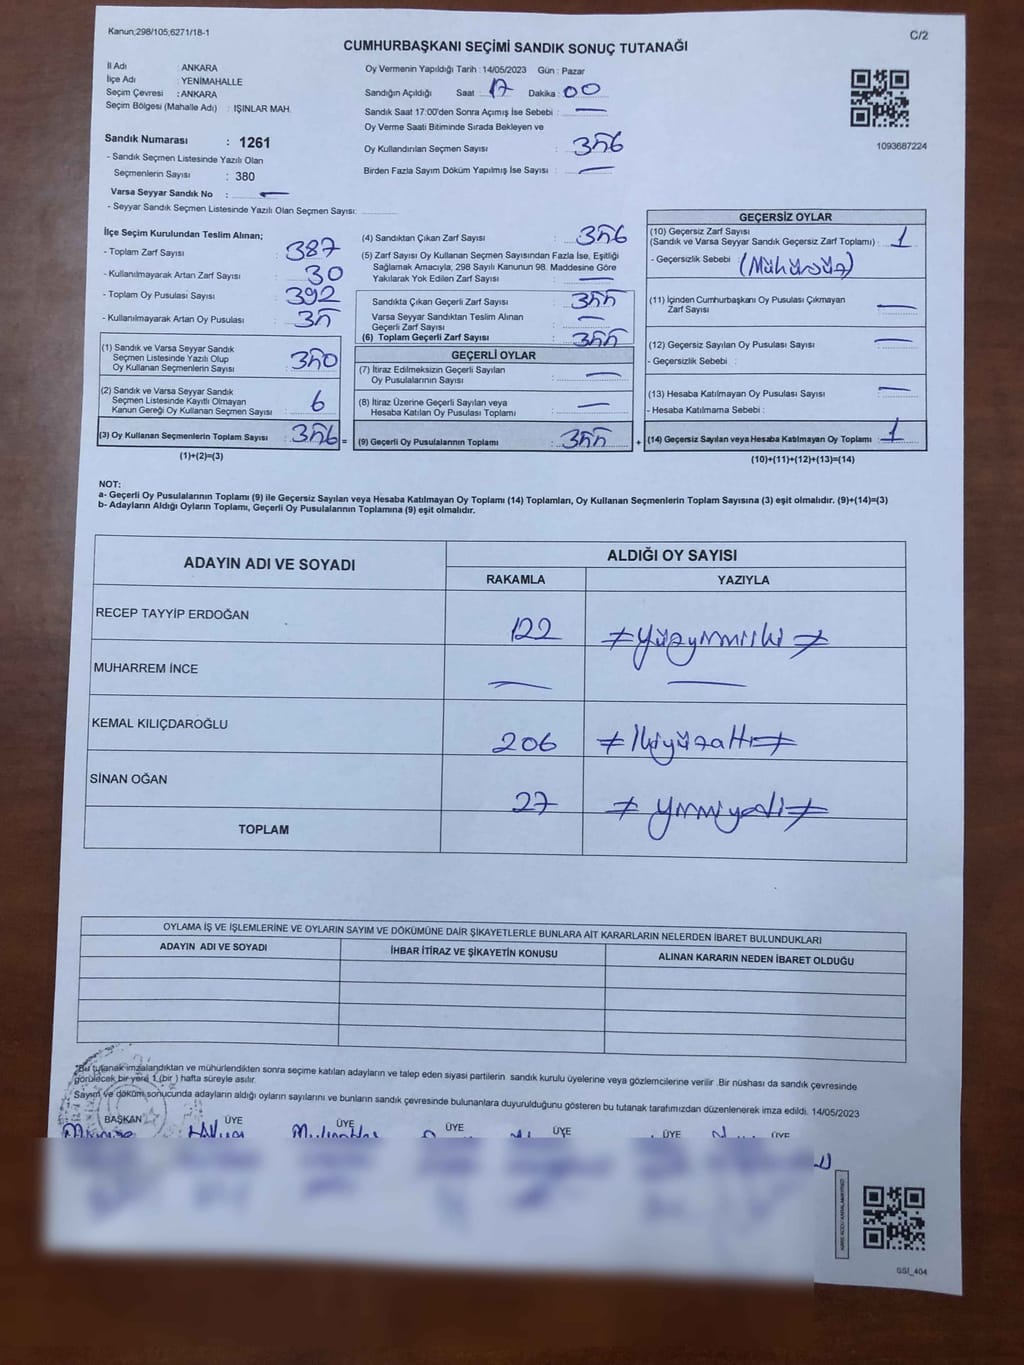 Kanun;298/105;6271/18-1
C/2
CUMHURBAŞKANI SEÇİMİ SANDIK SONUÇ TUTANAĞI
İl Adı : ANKARA
İlçe Adı : YENİMAHALLE
Seçim Çevresi : ANKARA
Seçim Bölgesi (Mahalle Adı) : IŞINLAR MAH.
Sandık Numarası : 1261
- Sandık Seçmen Listesinde Yazılı Olan
Seçmenlerin Sayısı : 380
Varsa Seyyar Sandık No : —
- Seyyar Sandık Seçmen Listesinde Yazılı Olan Seçmen Sayısı:
Oy Vermenin Yapıldığı Tarih : 14/05/2023 Gün : Pazar
Sandığın Açıldığı Saat : 17 Dakika : 00
Sandık Saat 17:00'den Sonra Açımış İse Sebebi : —
Oy Verme Saati Bitiminde Sırada Bekleyen ve
Oy Kullandırılan Seçmen Sayısı : 356
Birden Fazla Sayım Döküm Yapılmış İse Sayısı : —
1093687224
İlçe Seçim Kurulundan Teslim Alınan;
- Toplam Zarf Sayısı : 387
- Kullanılmayarak Artan Zarf Sayısı : 30
- Toplam Oy Pusulası Sayısı : 392
- Kullanılmayarak Artan Oy Pusulası : 35
(1) Sandık ve Varsa Seyyar Sandık
Seçmen Listesinde Yazılı Olup
Oy Kullanan Seçmenlerin Sayısı : 350
(2) Sandık ve Varsa Seyyar Sandık
Seçmen Listesinde Kayıtlı Olmayan
Kanun Gereği Oy Kullanan Seçmen Sayısı : 6
(3) Oy Kullanan Seçmenlerin Toplam Sayısı : 356 =
(1)+(2)=(3)
(4) Sandıktan Çıkan Zarf Sayısı : 356
(5) Zarf Sayısı Oy Kullanan Seçmen Sayısından Fazla İse, Eşitliği
Sağlamak Amacıyla, 298 Sayılı Kanunun 98. Maddesine Göre
Yakılarak Yok Edilen Zarf Sayısı : —
Sandıkta Çıkan Geçerli Zarf Sayısı : 355
Varsa Seyyar Sandıktan Teslim Alınan
Geçerli Zarf Sayısı : —
(6) Toplam Geçerli Zarf Sayısı : 355
GEÇERLİ OYLAR
(7) İtiraz Edilmeksizin Geçerli Sayılan
Oy Pusulalarının Sayısı : —
(8) İtiraz Üzerine Geçerli Sayılan veya
Hesaba Katılan Oy Pusulası Toplamı : —
(9) Geçerli Oy Pusulalarının Toplamı : 355 +
GEÇERSİZ OYLAR
(10) Geçersiz Zarf Sayısı
(Sandık ve Varsa Seyyar Sandık Geçersiz Zarf Toplamı) : 1
- Geçersizlik Sebebi : (Mühürsüz)
(11) İçinden Cumhurbaşkanı Oy Pusulası Çıkmayan
Zarf Sayısı : —
(12) Geçersiz Sayılan Oy Pusulası Sayısı : —
- Geçersizlik Sebebi :
(13) Hesaba Katılmayan Oy Pusulası Sayısı : —
- Hesaba Katılmama Sebebi :
(14) Geçersiz Sayılan veya Hesaba Katılmayan Oy Toplamı : 1
(10)+(11)+(12)+(13)=(14)
NOT:
a- Geçerli Oy Pusulalarının Toplamı (9) ile Geçersiz Sayılan veya Hesaba Katılmayan Oy Toplamı (14) Toplamları, Oy Kullanan Seçmenlerin Toplam Sayısına (3) eşit olmalıdır. (9)+(14)=(3)
b- Adayların Aldığı Oyların Toplamı, Geçerli Oy Pusulalarının Toplamına (9) eşit olmalıdır.
ADAYIN ADI VE SOYADI
ALDIĞI OY SAYISI
RAKAMLA YAZIYLA
RECEP TAYYİP ERDOĞAN 122 ≠Yüzyirmiiki≠
MUHARREM İNCE — —
KEMAL KILIÇDAROĞLU 206 ≠İkiyüzaltı≠
SİNAN OĞAN 27 ≠yirmiyedi≠
TOPLAM
OYLAMA İŞ VE İŞLEMLERİNE VE OYLARIN SAYIM VE DÖKÜMÜNE DAİR ŞİKAYETLERLE BUNLARA AİT KARARLARIN NELERDEN İBARET BULUNDUKLARI
ADAYIN ADI VE SOYADI İHBAR İTİRAZ VE ŞİKAYETİN KONUSU ALINAN KARARIN NEDEN İBARET OLDUĞU
*Bu tutanak imzalandıktan ve mühürlendikten sonra seçime katılan adayların ve talep eden siyasi partilerin sandık kurulu üyelerine veya gözlemcilerine verilir .Bir nüshası da sandık çevresinde
görülecek bir yere 1 (bir ) hafta süreyle asılır.
Sayım ve döküm sonucunda adayların aldığı oyların sayılarını ve bunların sandık çevresinde bulunanlara duyurulduğunu gösteren bu tutanak tarafımızdan düzenlenerek imza edildi. 14/05/2023
BAŞKAN ÜYE ÜYE ÜYE ÜYE ÜYE ÜYE
GSI_404